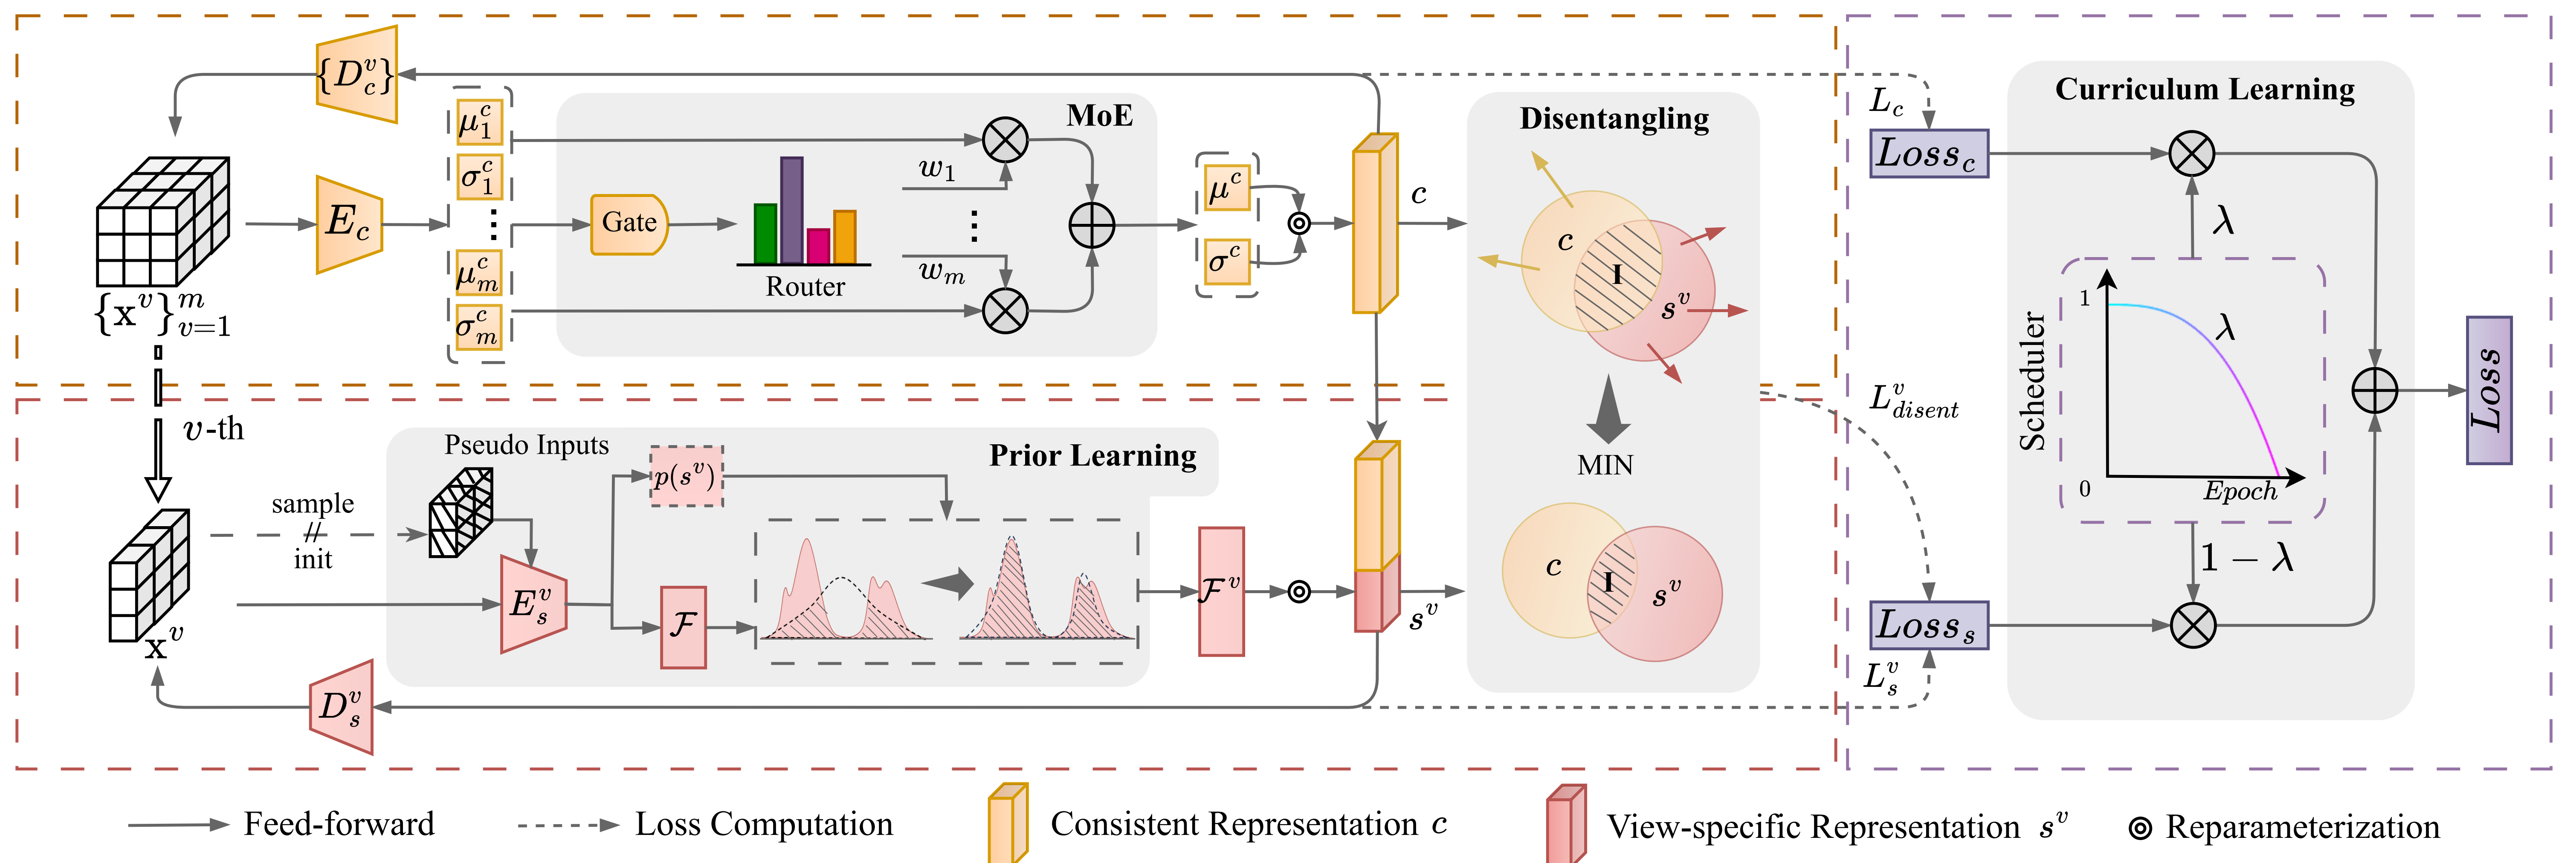 {D_c^v}
μ_1^c
σ_1^c
⋮
μ_m^c
σ_m^c
E_c
{x^v}_{v=1}^m
MoE
Gate
Router
w_1
⋮
w_m
μ^c
σ^c
c
Disentangling
c
I
s^v
MIN
c
I
s^v
v-th
Pseudo Inputs
Prior Learning
sample
//
init
p(s^v)
E_s^v
F
F^v
s^v
x^v
D_s^v
L_c
Loss_c
L_disent^v
Loss_s
L_s^v
Curriculum Learning
λ
Scheduler
1
λ
0
Epoch
1 − λ
Loss
Feed-forward
Loss Computation
Consistent Representation c
View-specific Representation s^v
Reparameterization